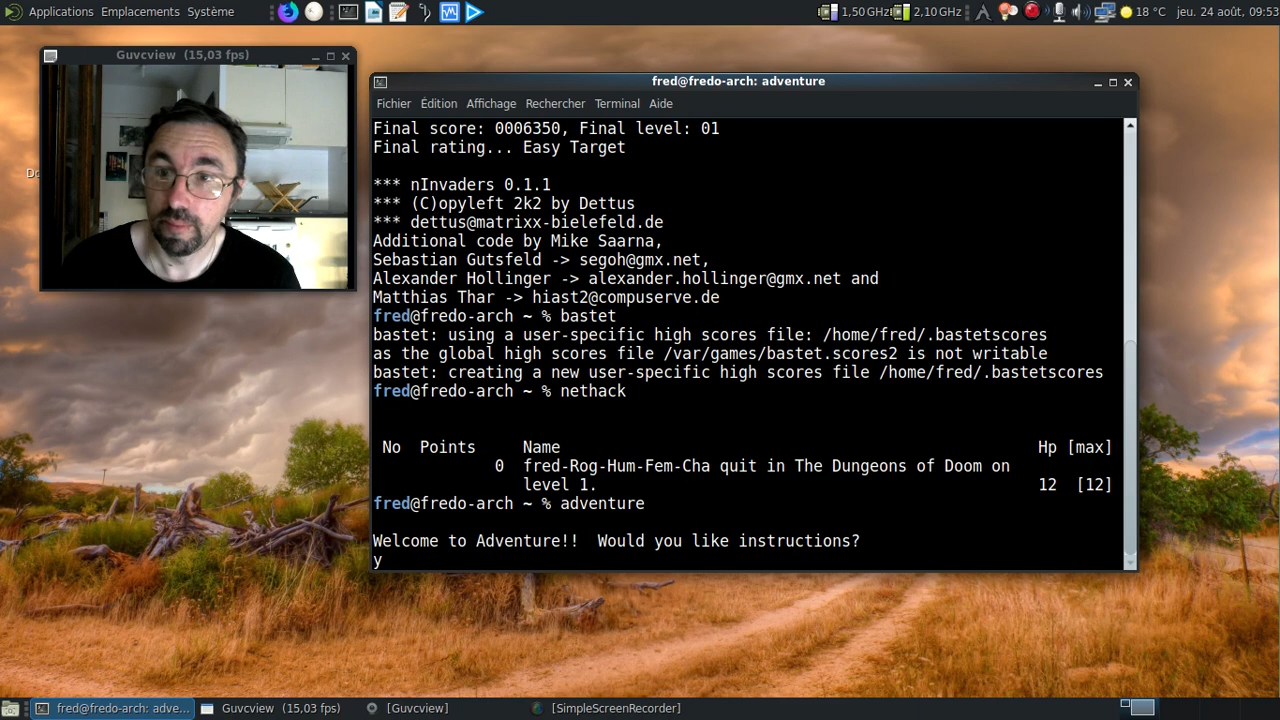 Applications Emplacements Système
1,50 GHz 2,10 GHz 18 °C jeu. 24 août, 09:53
Guvcview (15,03 fps)
fred@fredo-arch: adventure
Fichier Édition Affichage Rechercher Terminal Aide
Final score: 0006350, Final level: 01
Final rating... Easy Target
*** nInvaders 0.1.1
*** (C)opyleft 2k2 by Dettus
*** dettus@matrixx-bielefeld.de
Additional code by Mike Saarna,
Sebastian Gutsfeld -> segoh@gmx.net,
Alexander Hollinger -> alexander.hollinger@gmx.net and
Matthias Thar -> hiast2@compuserve.de
fred@fredo-arch ~ % bastet
bastet: using a user-specific high scores file: /home/fred/.bastetscores
as the global high scores file /var/games/bastet.scores2 is not writable
bastet: creating a new user-specific high scores file /home/fred/.bastetscores
fred@fredo-arch ~ % nethack
No Points Name Hp [max]
0 fred-Rog-Hum-Fem-Cha quit in The Dungeons of Doom on
level 1. 12 [12]
fred@fredo-arch ~ % adventure
Welcome to Adventure!! Would you like instructions?
y
fred@fredo-arch: adve...
Guvcview (15,03 fps)
[Guvcview]
[SimpleScreenRecorder]